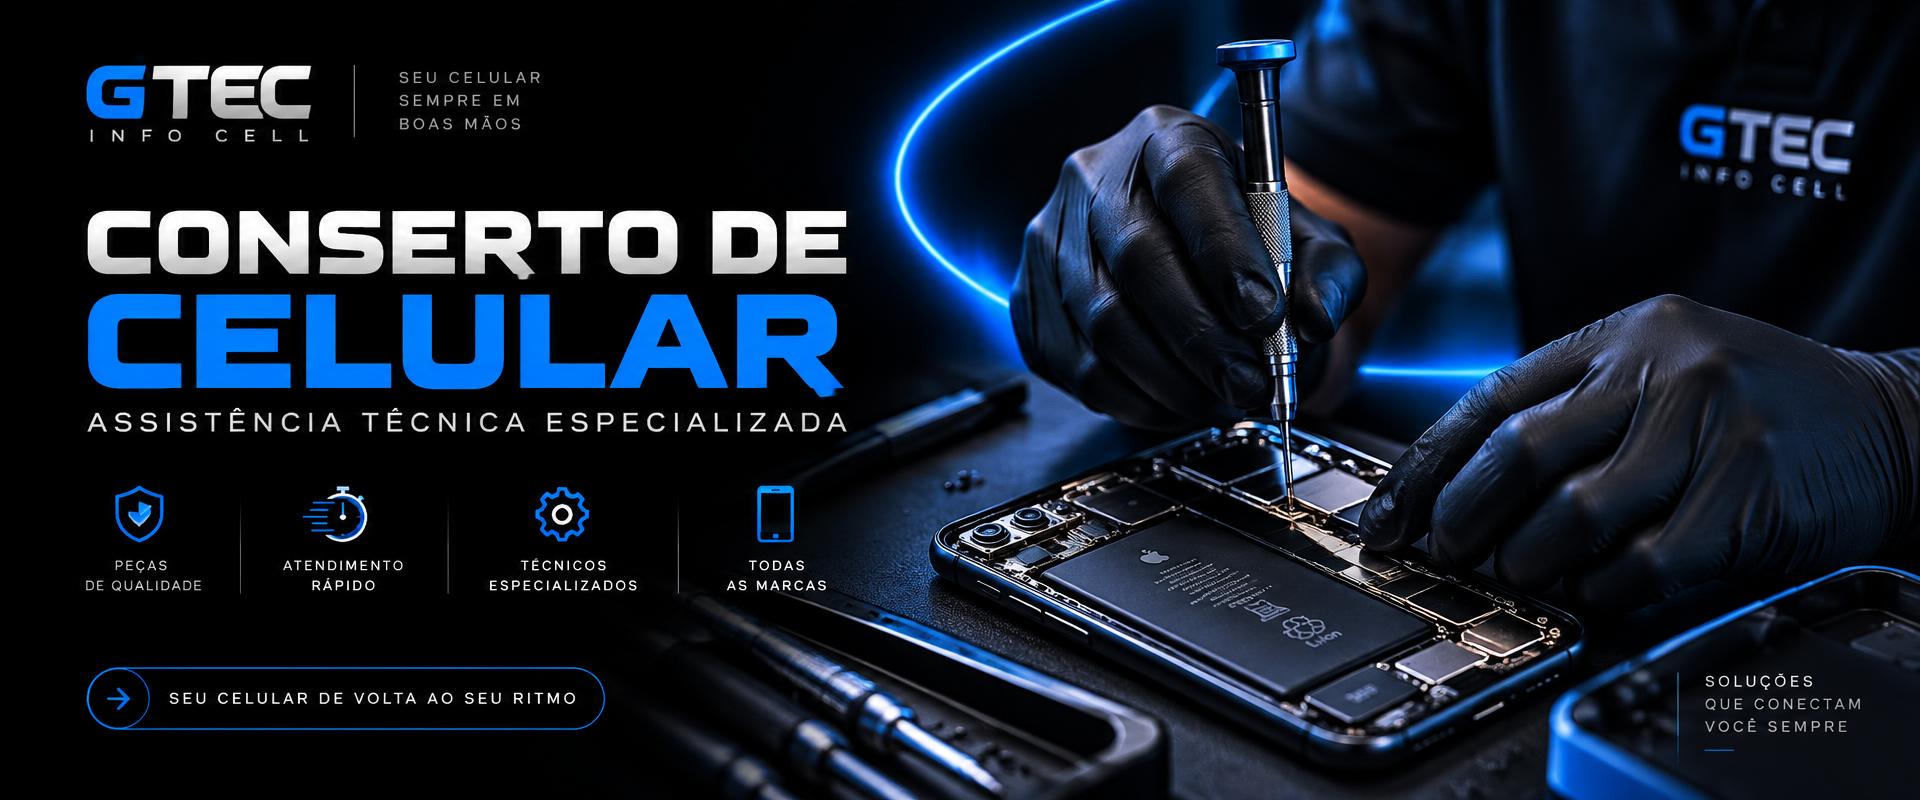 GTEC
INFO CELL
SEU CELULAR
SEMPRE EM
BOAS MÃOS
CONSERTO DE
CELULAR
ASSISTÊNCIA TÉCNICA ESPECIALIZADA
PEÇAS
DE QUALIDADE
ATENDIMENTO
RÁPIDO
TÉCNICOS
ESPECIALIZADOS
TODAS
AS MARCAS
SEU CELULAR DE VOLTA AO SEU RITMO
GTEC
INFO CELL
Li-ion
SOLUÇÕES
QUE CONECTAM
VOCÊ SEMPRE